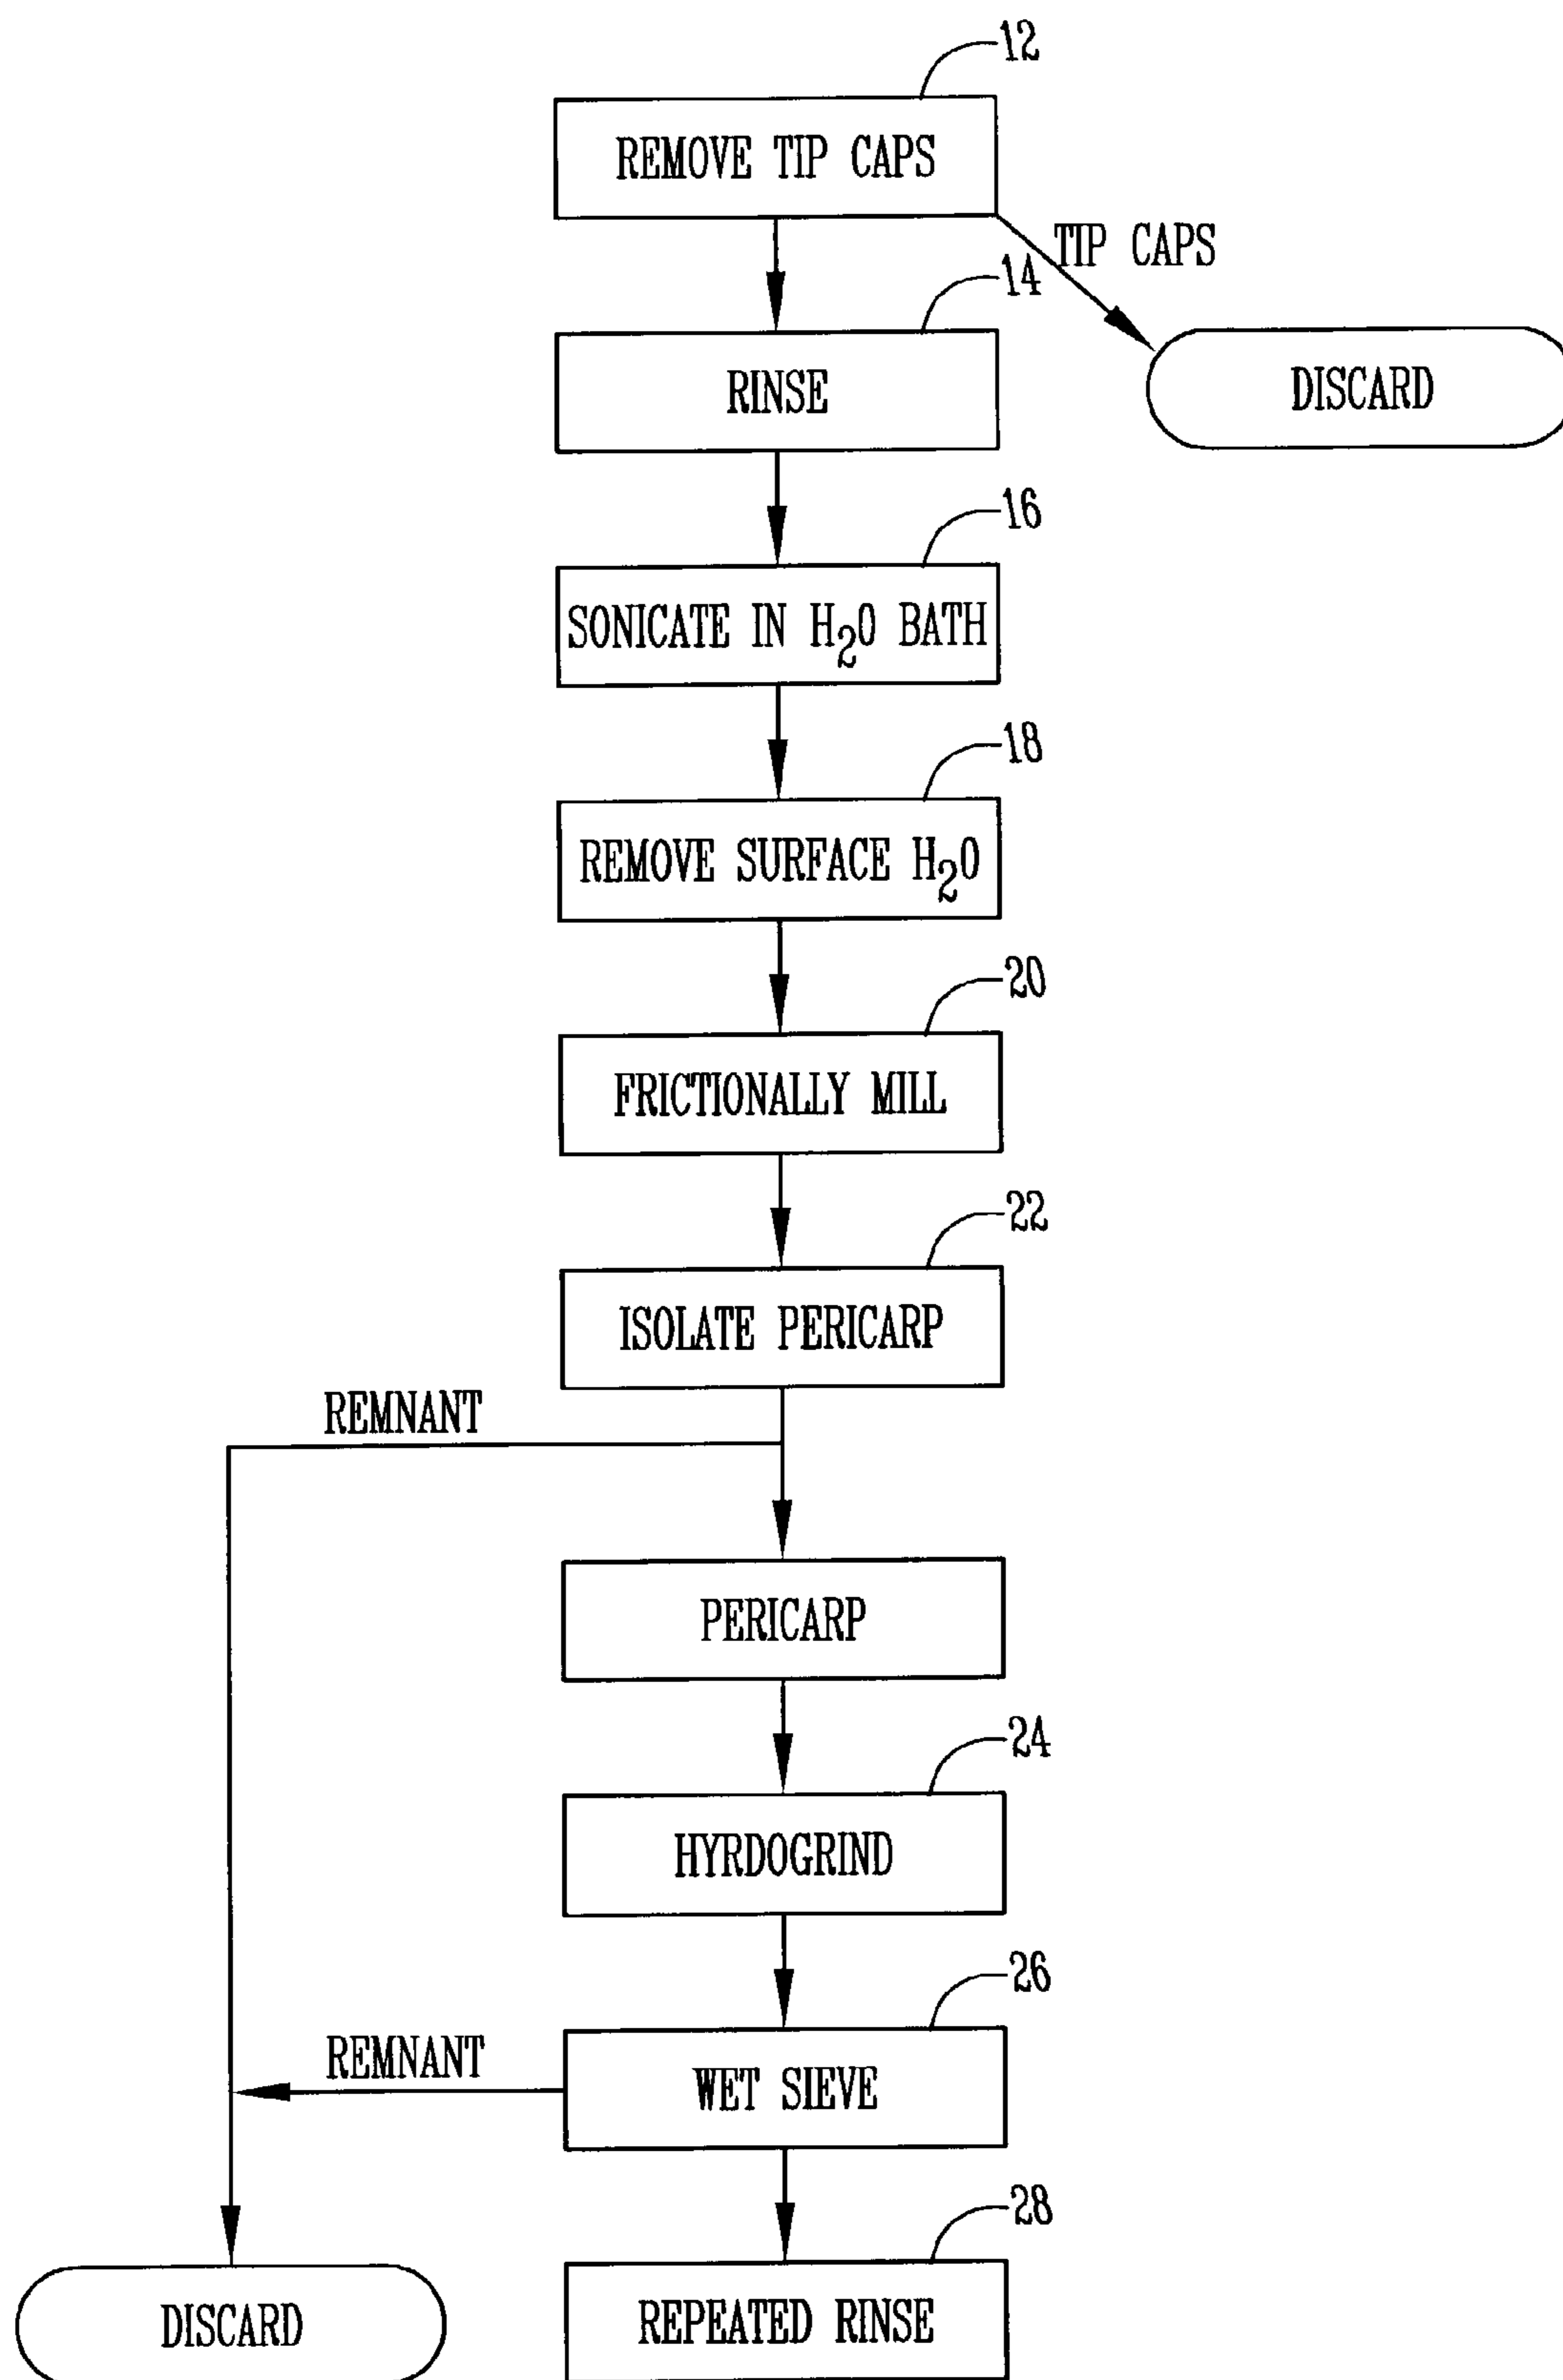 12
REMOVE TIP CAPS
TIP CAPS
14
RINSE
DISCARD
16
SONICATE IN H2O BATH
18
REMOVE SURFACE H2O
20
FRICTIONALLY MILL
22
ISOLATE PERICARP
REMNANT
PERICARP
24
HYRDOGRIND
26
REMNANT
WET SIEVE
28
DISCARD
REPEATED RINSE